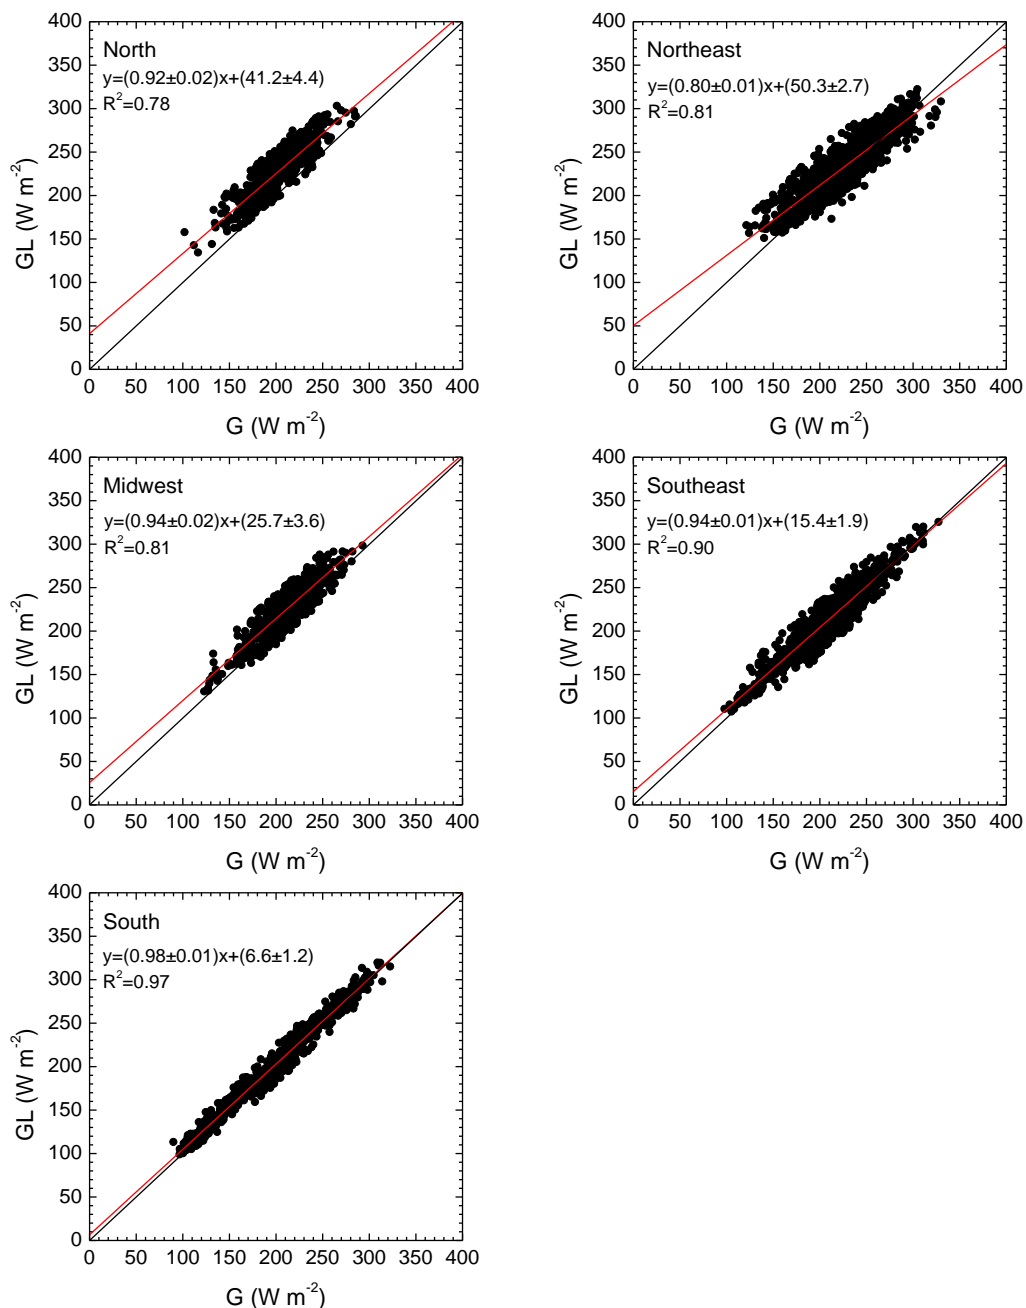 North
y=(0.92±0.02)x+(41.2±4.4)
R²=0.78
400
350
300
250
200
150
100
50
0
GL (W m⁻²)
0 50 100 150 200 250 300 350 400
G (W m⁻²)
Northeast
y=(0.80±0.01)x+(50.3±2.7)
R²=0.81
400
350
300
250
200
150
100
50
0
GL (W m⁻²)
0 50 100 150 200 250 300 350 400
G (W m⁻²)
Midwest
y=(0.94±0.02)x+(25.7±3.6)
R²=0.81
400
350
300
250
200
150
100
50
0
GL (W m⁻²)
0 50 100 150 200 250 300 350 400
G (W m⁻²)
Southeast
y=(0.94±0.01)x+(15.4±1.9)
R²=0.90
400
350
300
250
200
150
100
50
0
GL (W m⁻²)
0 50 100 150 200 250 300 350 400
G (W m⁻²)
South
y=(0.98±0.01)x+(6.6±1.2)
R²=0.97
400
350
300
250
200
150
100
50
0
GL (W m⁻²)
0 50 100 150 200 250 300 350 400
G (W m⁻²)